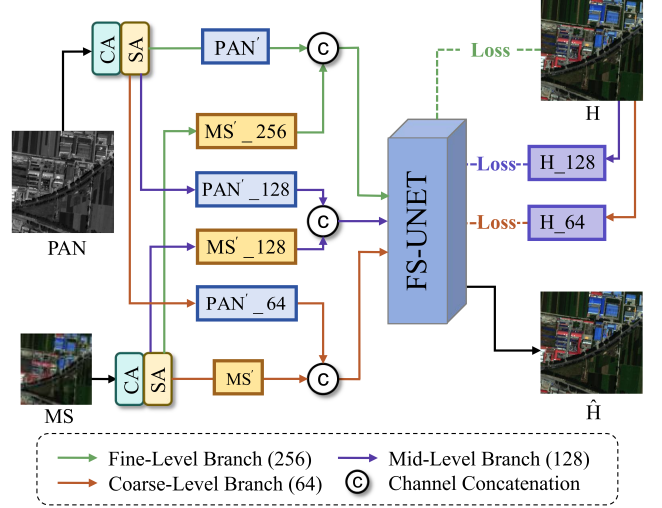 CA
SA
PAN′
C
Loss
H
MS′_256
PAN
PAN′_128
C
MS′_128
Loss
H_128
Loss
H_64
FS-UNET
PAN′_64
MS
CA
SA
MS′
C
Ĥ
Fine-Level Branch (256)
Mid-Level Branch (128)
Coarse-Level Branch (64)
C Channel Concatenation